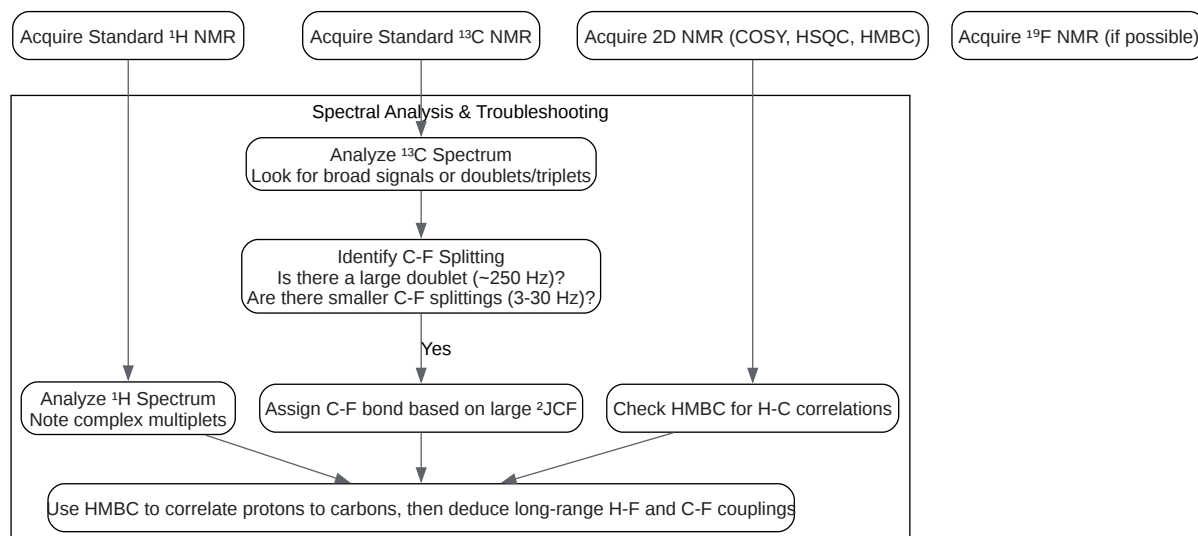 Acquire Standard ¹H NMR
Acquire Standard ¹³C NMR
Acquire 2D NMR (COSY, HSQC, HMBC)
Acquire ¹⁹F NMR (if possible)
Spectral Analysis & Troubleshooting
Analyze ¹³C Spectrum
Look for broad signals or doublets/triplets
Identify C-F Splitting
Is there a large doublet (~250 Hz)?
Are there smaller C-F splittings (3-30 Hz)?
Yes
Analyze ¹H Spectrum
Note complex multiplets
Assign C-F bond based on large ²JCF
Check HMBC for H-C correlations
Use HMBC to correlate protons to carbons, then deduce long-range H-F and C-F couplings